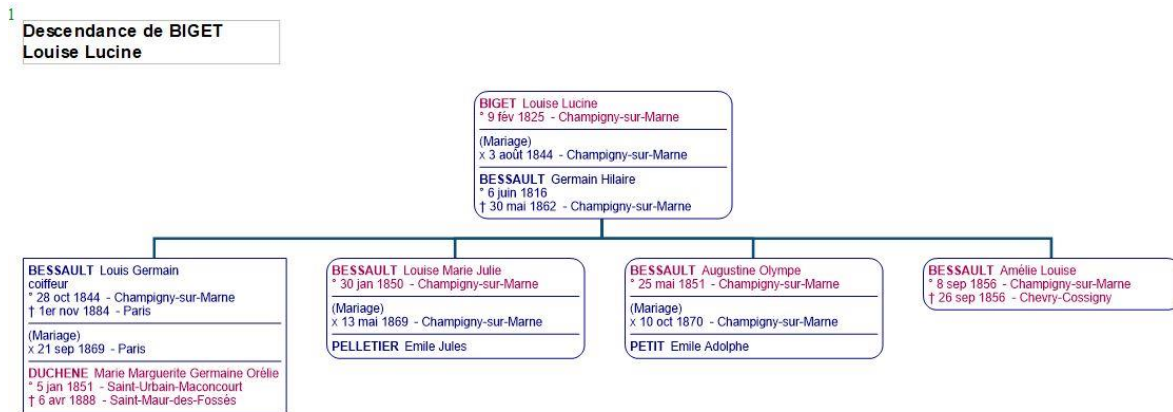 1
Descendance de BIGET
Louise Lucine
BIGET Louise Lucine
° 9 fév 1825 - Champigny-sur-Marne
(Mariage)
x 3 août 1844 - Champigny-sur-Marne
BESSAULT Germain Hilaire
° 6 juin 1816
† 30 mai 1862 - Champigny-sur-Marne
BESSAULT Louis Germain
coiffeur
° 28 oct 1844 - Champigny-sur-Marne
† 1er nov 1884 - Paris
(Mariage)
x 21 sep 1869 - Paris
DUCHENE Marie Marguerite Germaine Orélie
° 5 jan 1851 - Saint-Urbain-Maconcourt
† 6 avr 1888 - Saint-Maur-des-Fossés
BESSAULT Louise Marie Julie
° 30 jan 1850 - Champigny-sur-Marne
(Mariage)
x 13 mai 1869 - Champigny-sur-Marne
PELLETIER Emile Jules
BESSAULT Augustine Olympe
° 25 mai 1851 - Champigny-sur-Marne
(Mariage)
x 10 oct 1870 - Champigny-sur-Marne
PETIT Emile Adolphe
BESSAULT Amélie Louise
° 8 sep 1856 - Champigny-sur-Marne
† 26 sep 1856 - Chevry-Cossigny